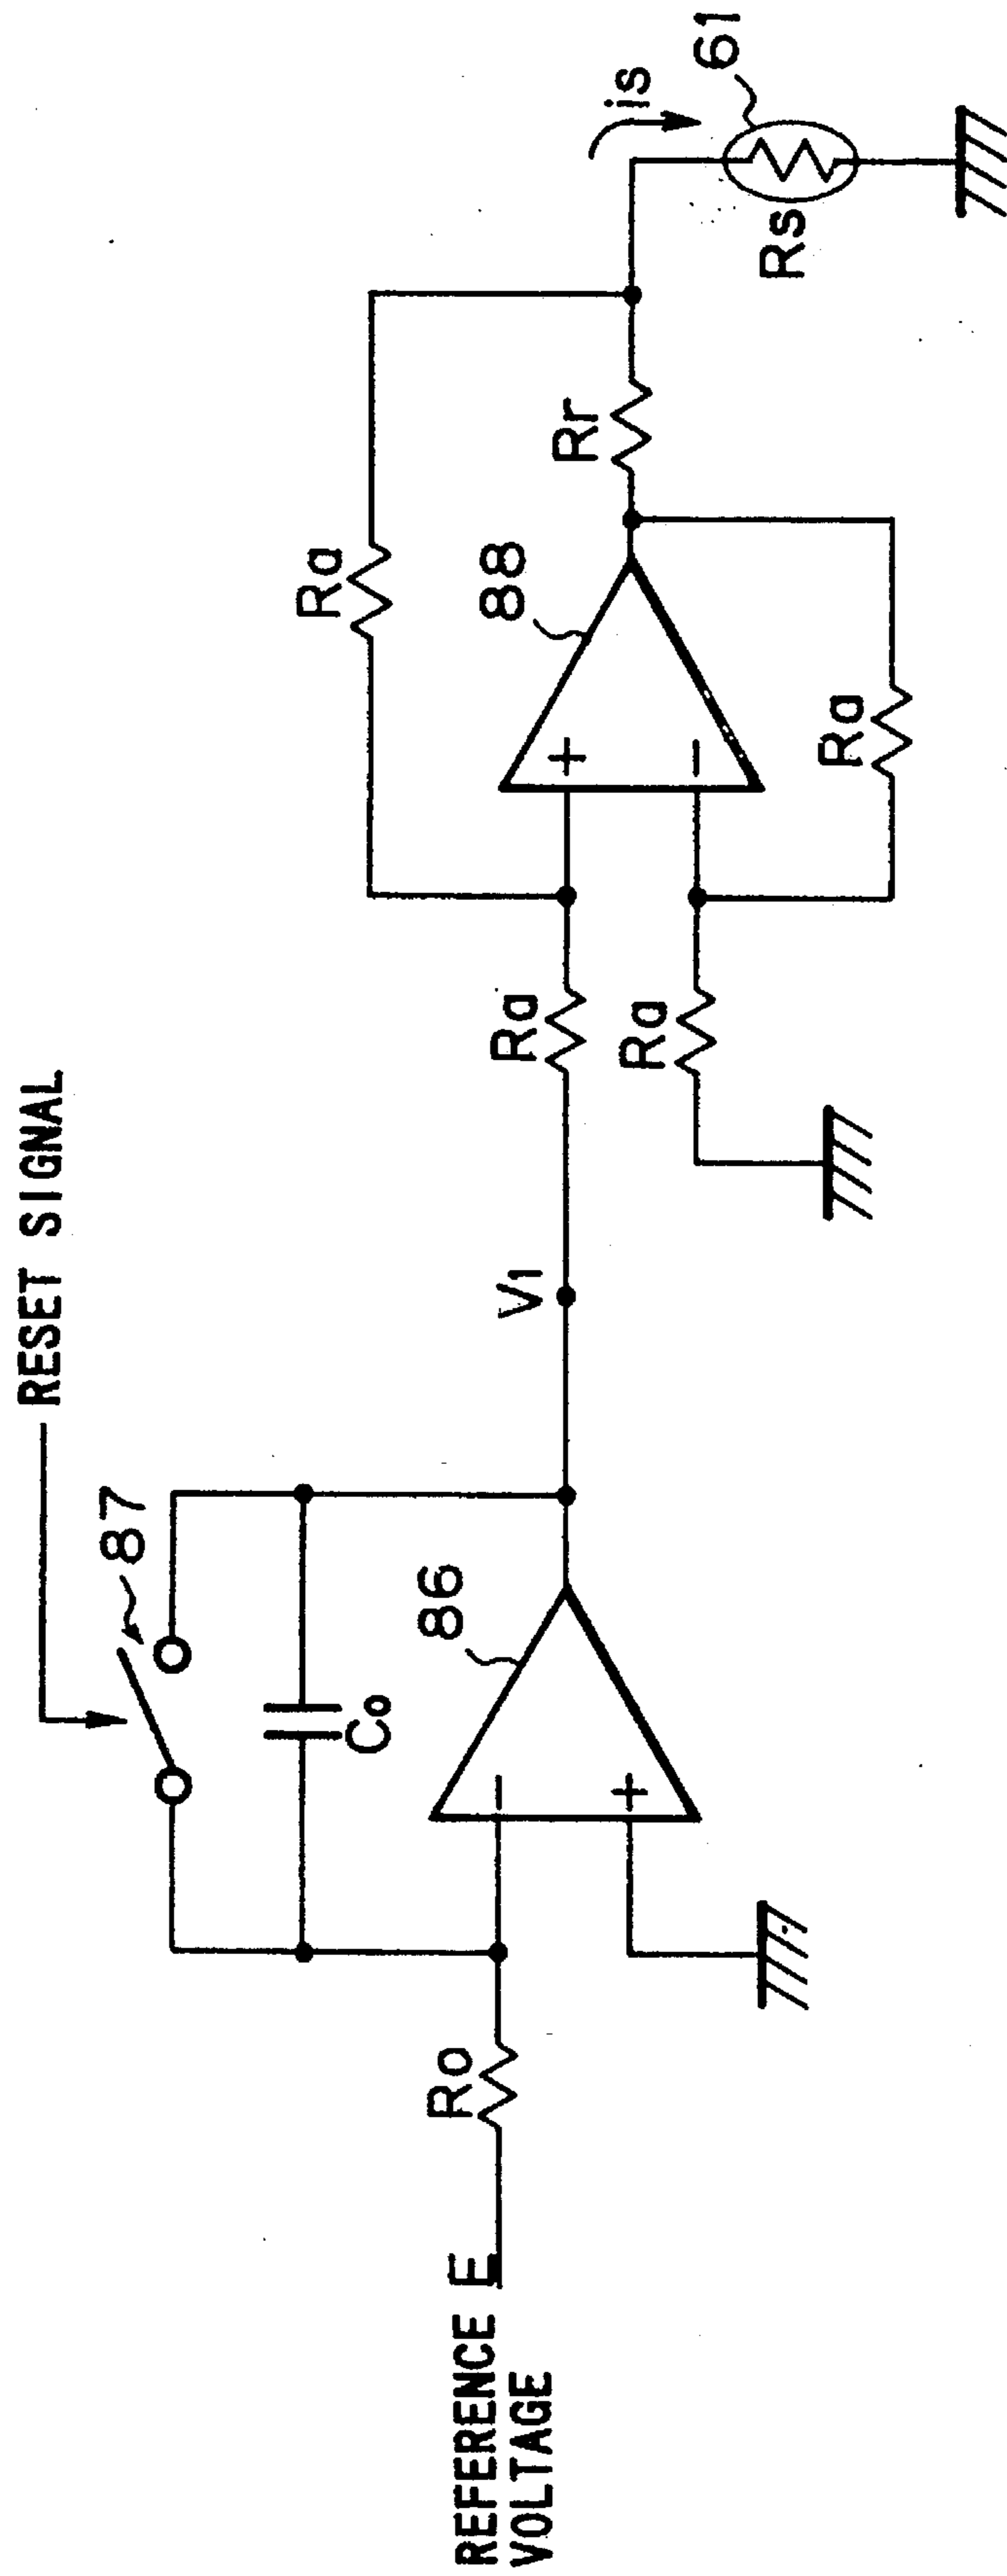 RESET SIGNAL
87
Co
86
Ro
REFERENCE E
VOLTAGE
V1
Ra
Ra
Ra
Ra
88
Rr
is
61
Rs
+
-
+
-